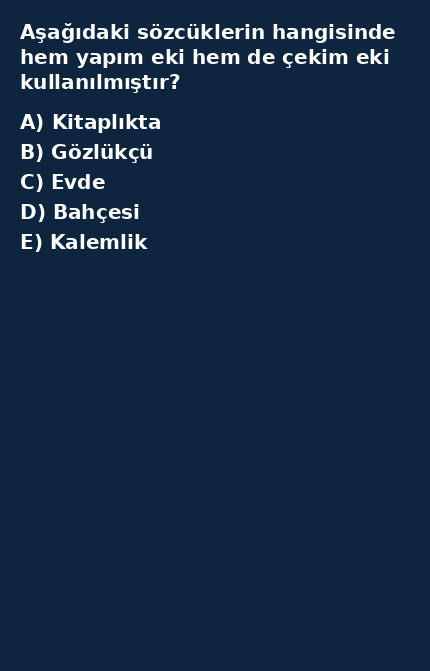 Aşağıdaki sözcüklerin hangisinde
hem yapım eki hem de çekim eki
kullanılmıştır?
A) Kitaplıkta
B) Gözlükçü
C) Evde
D) Bahçesi
E) Kalemlik